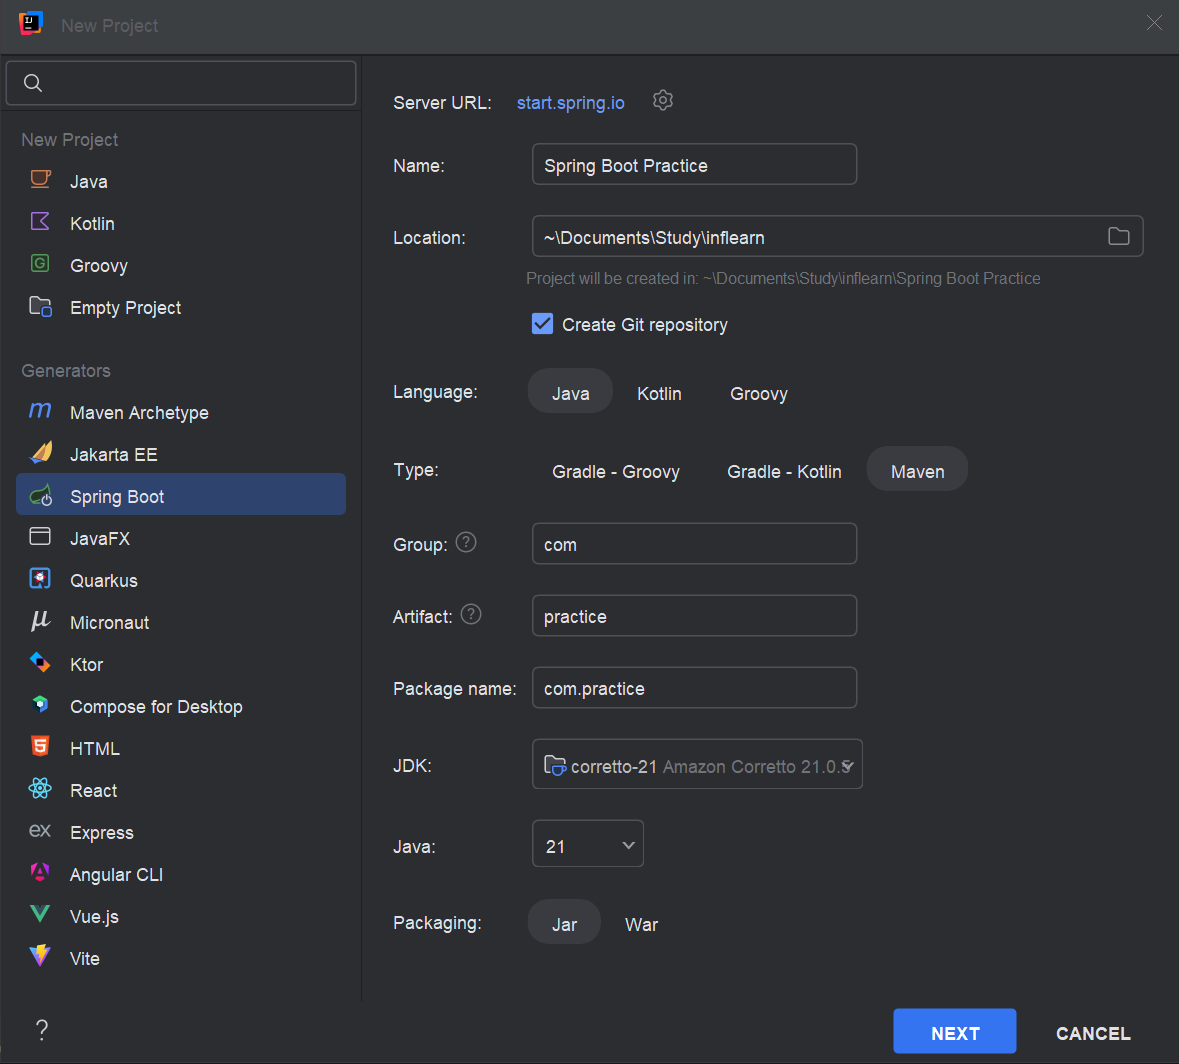 New Project
New Project
Java
Kotlin
Groovy
Empty Project
Generators
Maven Archetype
Jakarta EE
Spring Boot
JavaFX
Quarkus
Micronaut
Ktor
Compose for Desktop
HTML
React
Express
Angular CLI
Vue.js
Vite
?
Server URL: start.spring.io
Name: Spring Boot Practice
Location: ~\Documents\Study\inflearn
Project will be created in: ~\Documents\Study\inflearn\Spring Boot Practice
Create Git repository
Language: Java Kotlin Groovy
Type: Gradle - Groovy Gradle - Kotlin Maven
Group: ? com
Artifact: ? practice
Package name: com.practice
JDK: corretto-21 Amazon Corretto 21.0.5
Java: 21
Packaging: Jar War
NEXT CANCEL